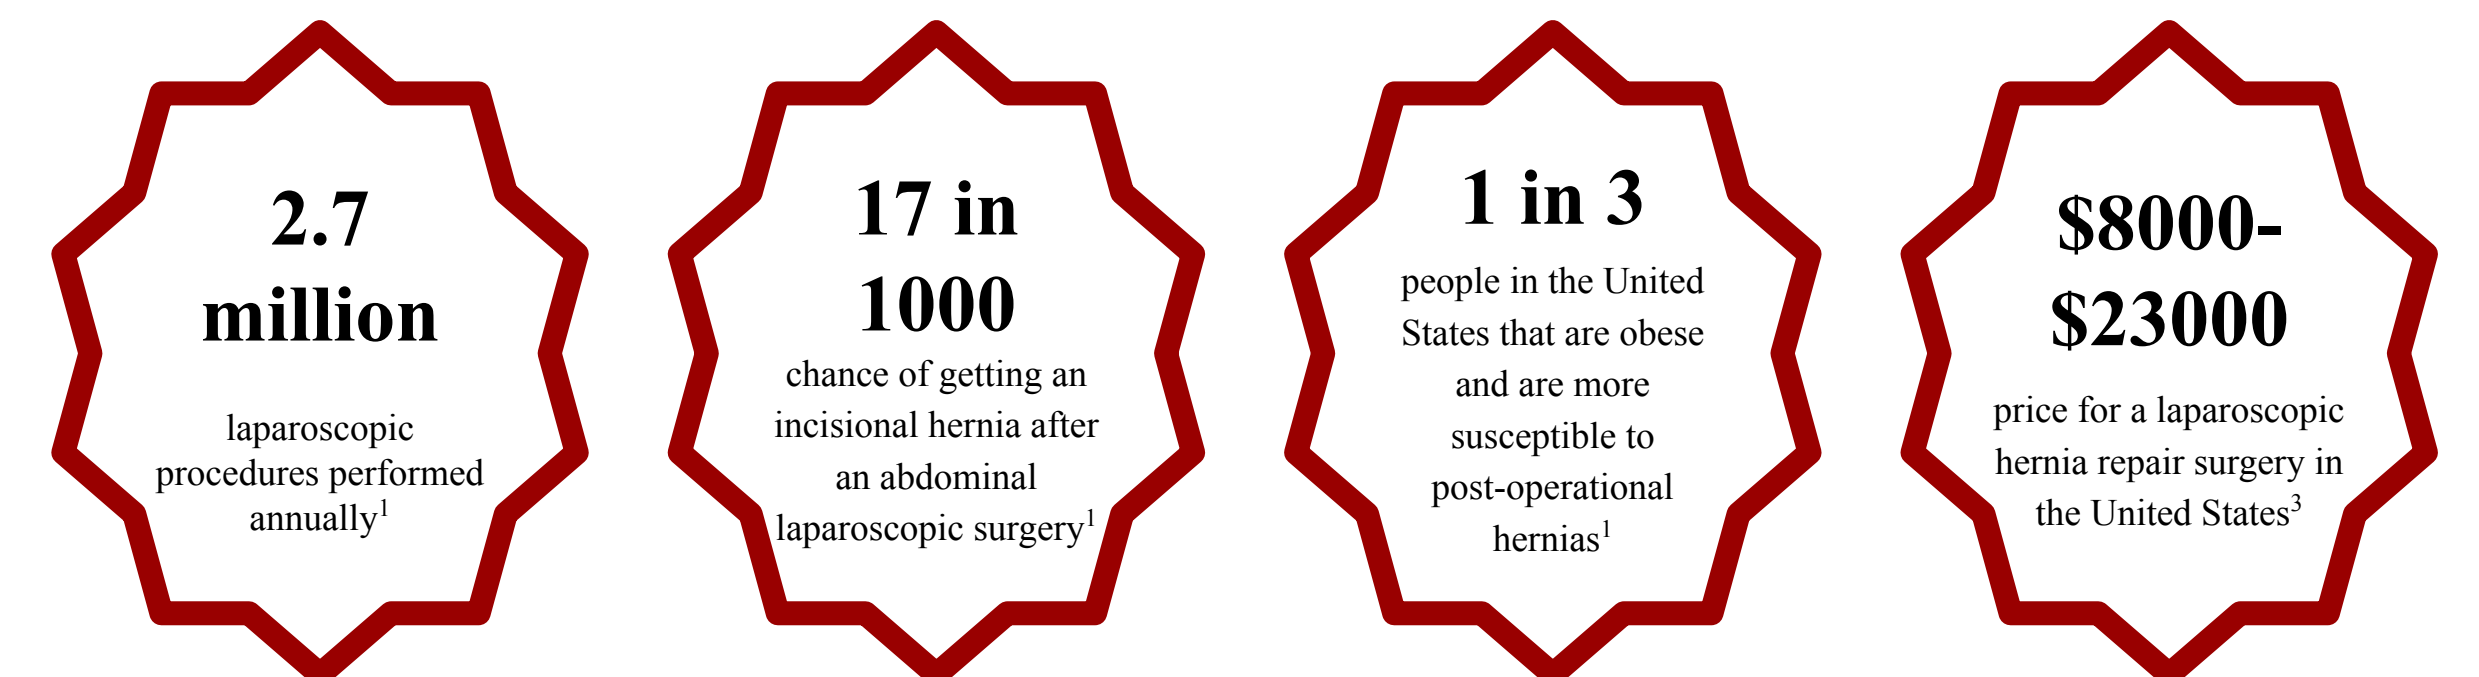 2.7
million
laparoscopic
procedures performed
annually¹
17 in
1000
chance of getting an
incisional hernia after
an abdominal
laparoscopic surgery¹
1 in 3
people in the United
States that are obese
and are more
susceptible to
post-operational
hernias¹
$8000-
$23000
price for a laparoscopic
hernia repair surgery in
the United States³